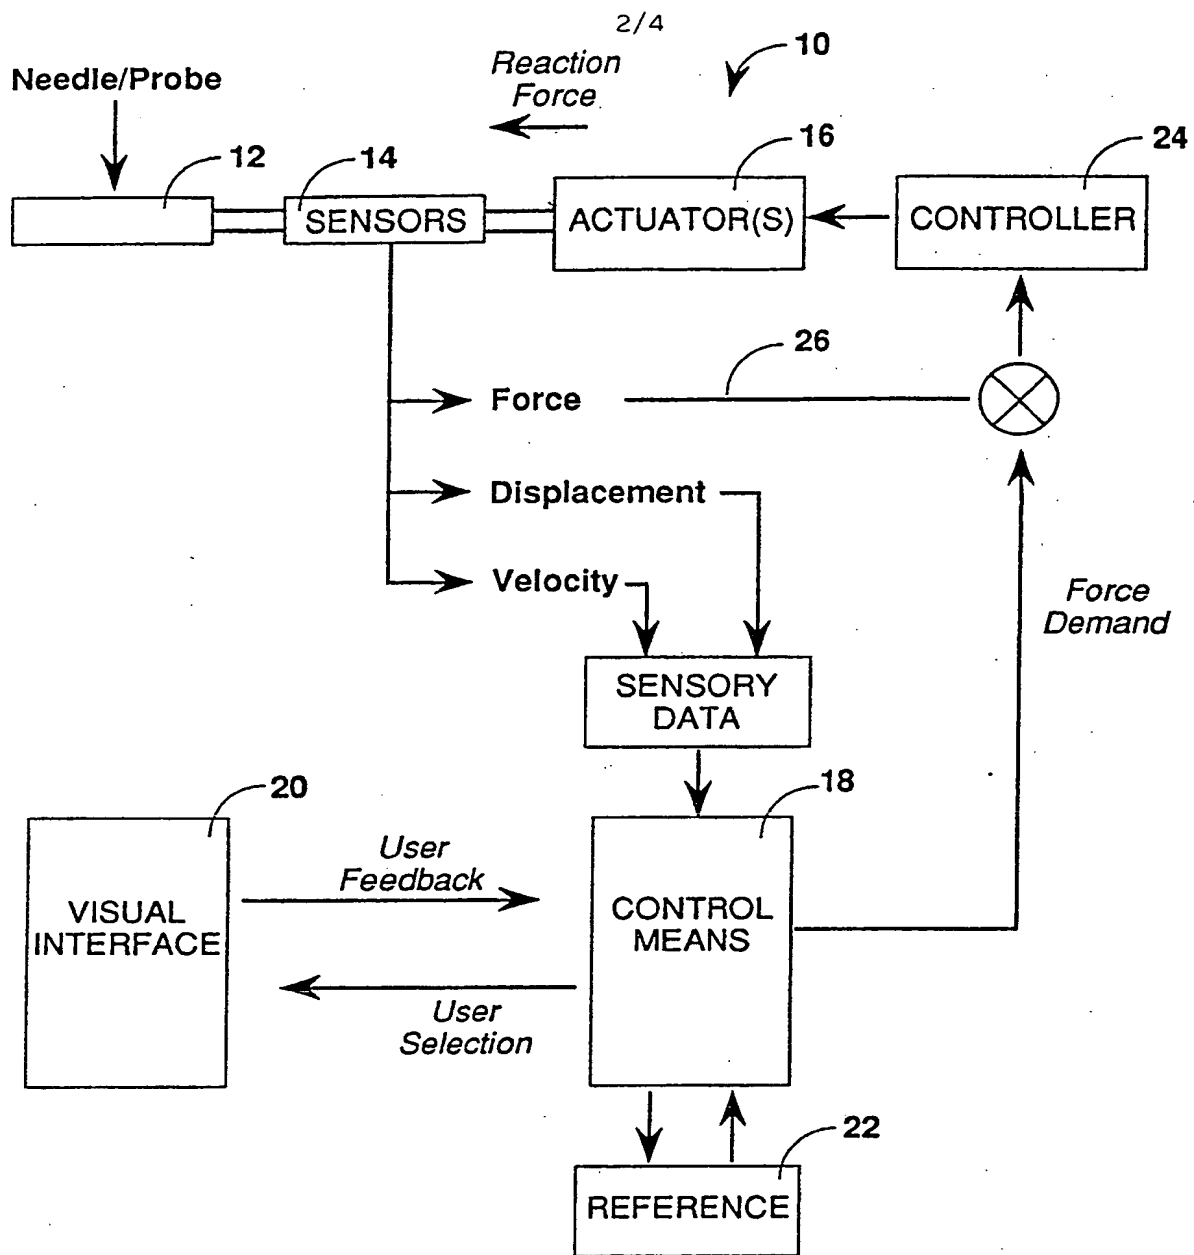 2/4
10
Reaction
Force
Needle/Probe
12
14
16
24
SENSORS
ACTUATOR(S)
CONTROLLER
26
Force
Displacement
Velocity
Force
Demand
SENSORY
DATA
20
18
User
Feedback
VISUAL
INTERFACE
CONTROL
MEANS
User
Selection
22
REFERENCE